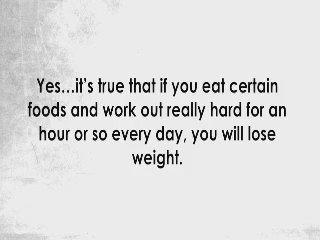 Yes...it's true that if you eat certain
foods and work out really hard for an
hour or so every day, you will lose
weight.